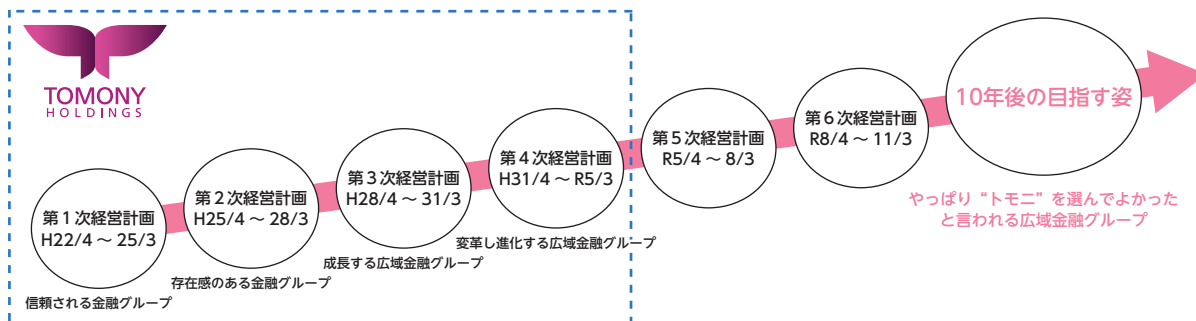 TOMONY
HOLDINGS
第1次経営計画
H22/4 ～ 25/3
信頼される金融グループ
第2次経営計画
H25/4 ～ 28/3
存在感のある金融グループ
第3次経営計画
H28/4 ～ 31/3
成長する広域金融グループ
第4次経営計画
H31/4 ～ R5/3
変革し進化する広域金融グループ
第5次経営計画
R5/4 ～ 8/3
第6次経営計画
R8/4 ～ 11/3
10年後の目指す姿
やっぱり“トモニ”を選んでよかった
と言われる広域金融グループ